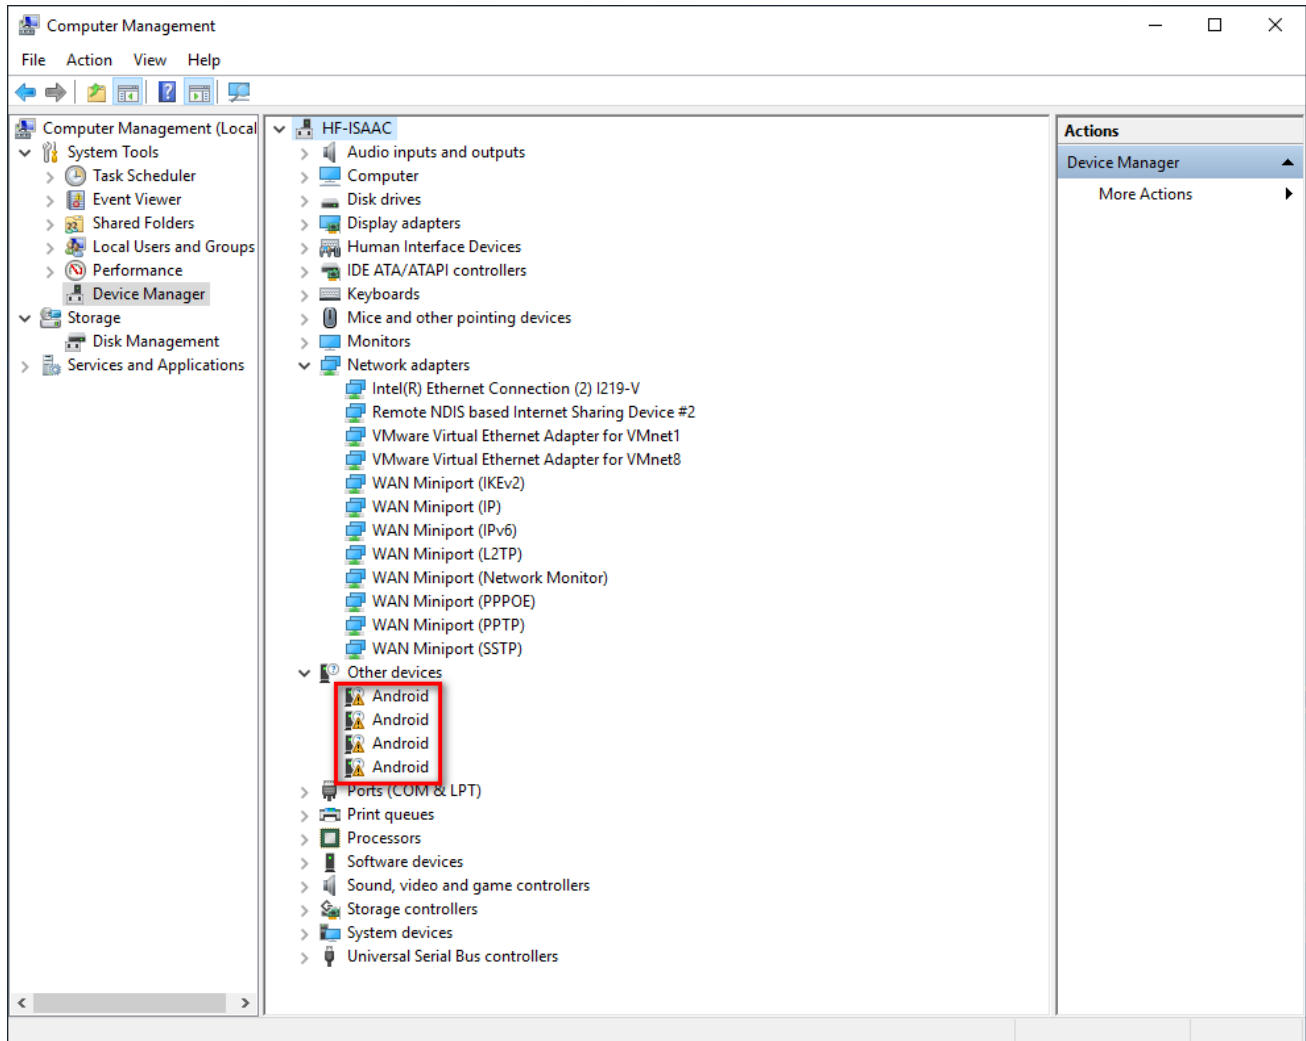 Computer Management
File Action View Help
Computer Management (Local
System Tools
Task Scheduler
Event Viewer
Shared Folders
Local Users and Groups
Performance
Device Manager
Storage
Disk Management
Services and Applications
HF-ISAAC
Audio inputs and outputs
Computer
Disk drives
Display adapters
Human Interface Devices
IDE ATA/ATAPI controllers
Keyboards
Mice and other pointing devices
Monitors
Network adapters
Intel(R) Ethernet Connection (2) I219-V
Remote NDIS based Internet Sharing Device #2
VMware Virtual Ethernet Adapter for VMnet1
VMware Virtual Ethernet Adapter for VMnet8
WAN Miniport (IKEv2)
WAN Miniport (IP)
WAN Miniport (IPv6)
WAN Miniport (L2TP)
WAN Miniport (Network Monitor)
WAN Miniport (PPPOE)
WAN Miniport (PPTP)
WAN Miniport (SSTP)
Other devices
Android
Android
Android
Android
Ports (COM & LPT)
Print queues
Processors
Software devices
Sound, video and game controllers
Storage controllers
System devices
Universal Serial Bus controllers
Actions
Device Manager
More Actions